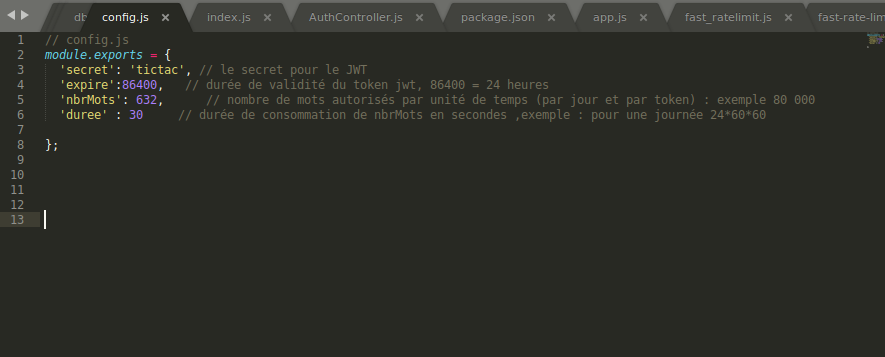 db config.js × index.js × AuthController.js × package.json × app.js × fast_ratelimit.js × fast-rate-lim
1 // config.js
2 module.exports = {
3 'secret': 'tictac', // le secret pour le JWT
4 'expire':86400, // durée de validité du token jwt, 86400 = 24 heures
5 'nbrMots': 632, // nombre de mots autorisés par unité de temps (par jour et par token) : exemple 80 000
6 'duree' : 30 // durée de consommation de nbrMots en secondes ,exemple : pour une journée 24*60*60
7
8 };
9
10
11
12
13